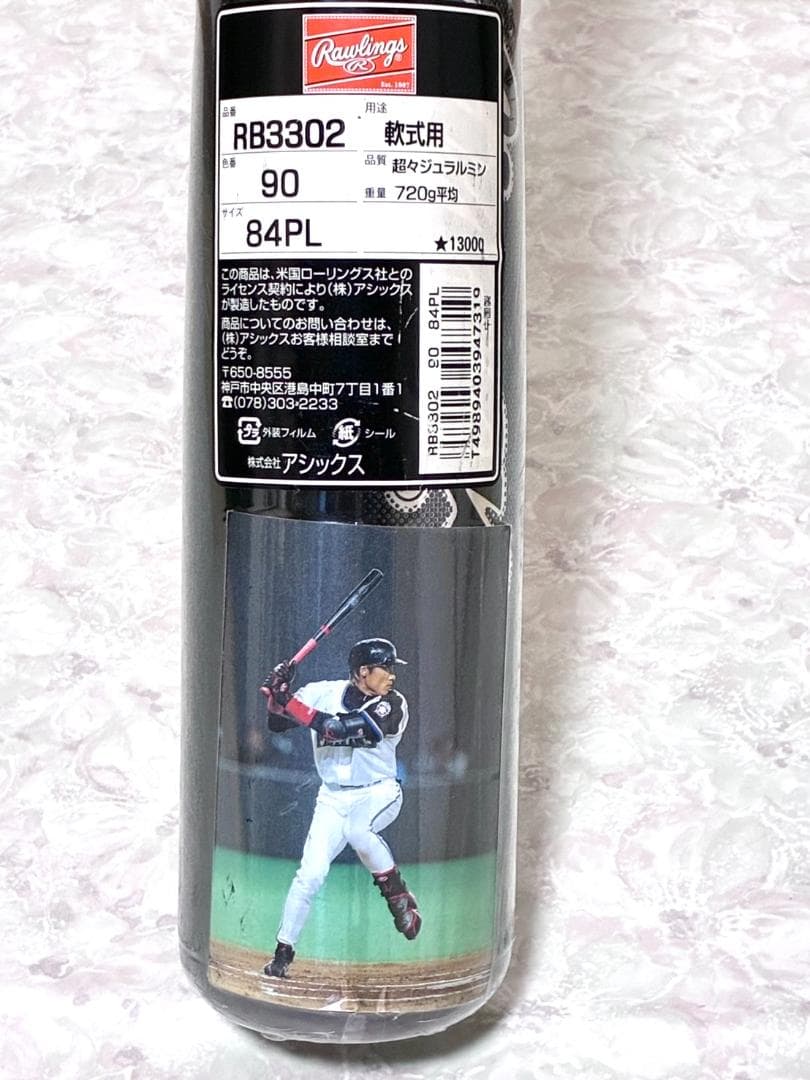 Rawlings®
R
Est. 1887
品番
RB3302
用途
軟式用
色番
90
品質 超々ジュラルミン
重量 720g平均
サイズ
84PL
★13000
この商品は、米国ローリングス社との
ライセンス契約により(株)アシックス
が製造したものです。
商品についてのお問い合わせは、
(株)アシックスお客様相談室まで
どうぞ。
〒650-8555
神戸市中央区港島中町7丁目1番1
☎(078)303-2233
プラ 外装フィルム 紙 シール
株式会社 アシックス
RB3302 90 84PL
T4989403947319